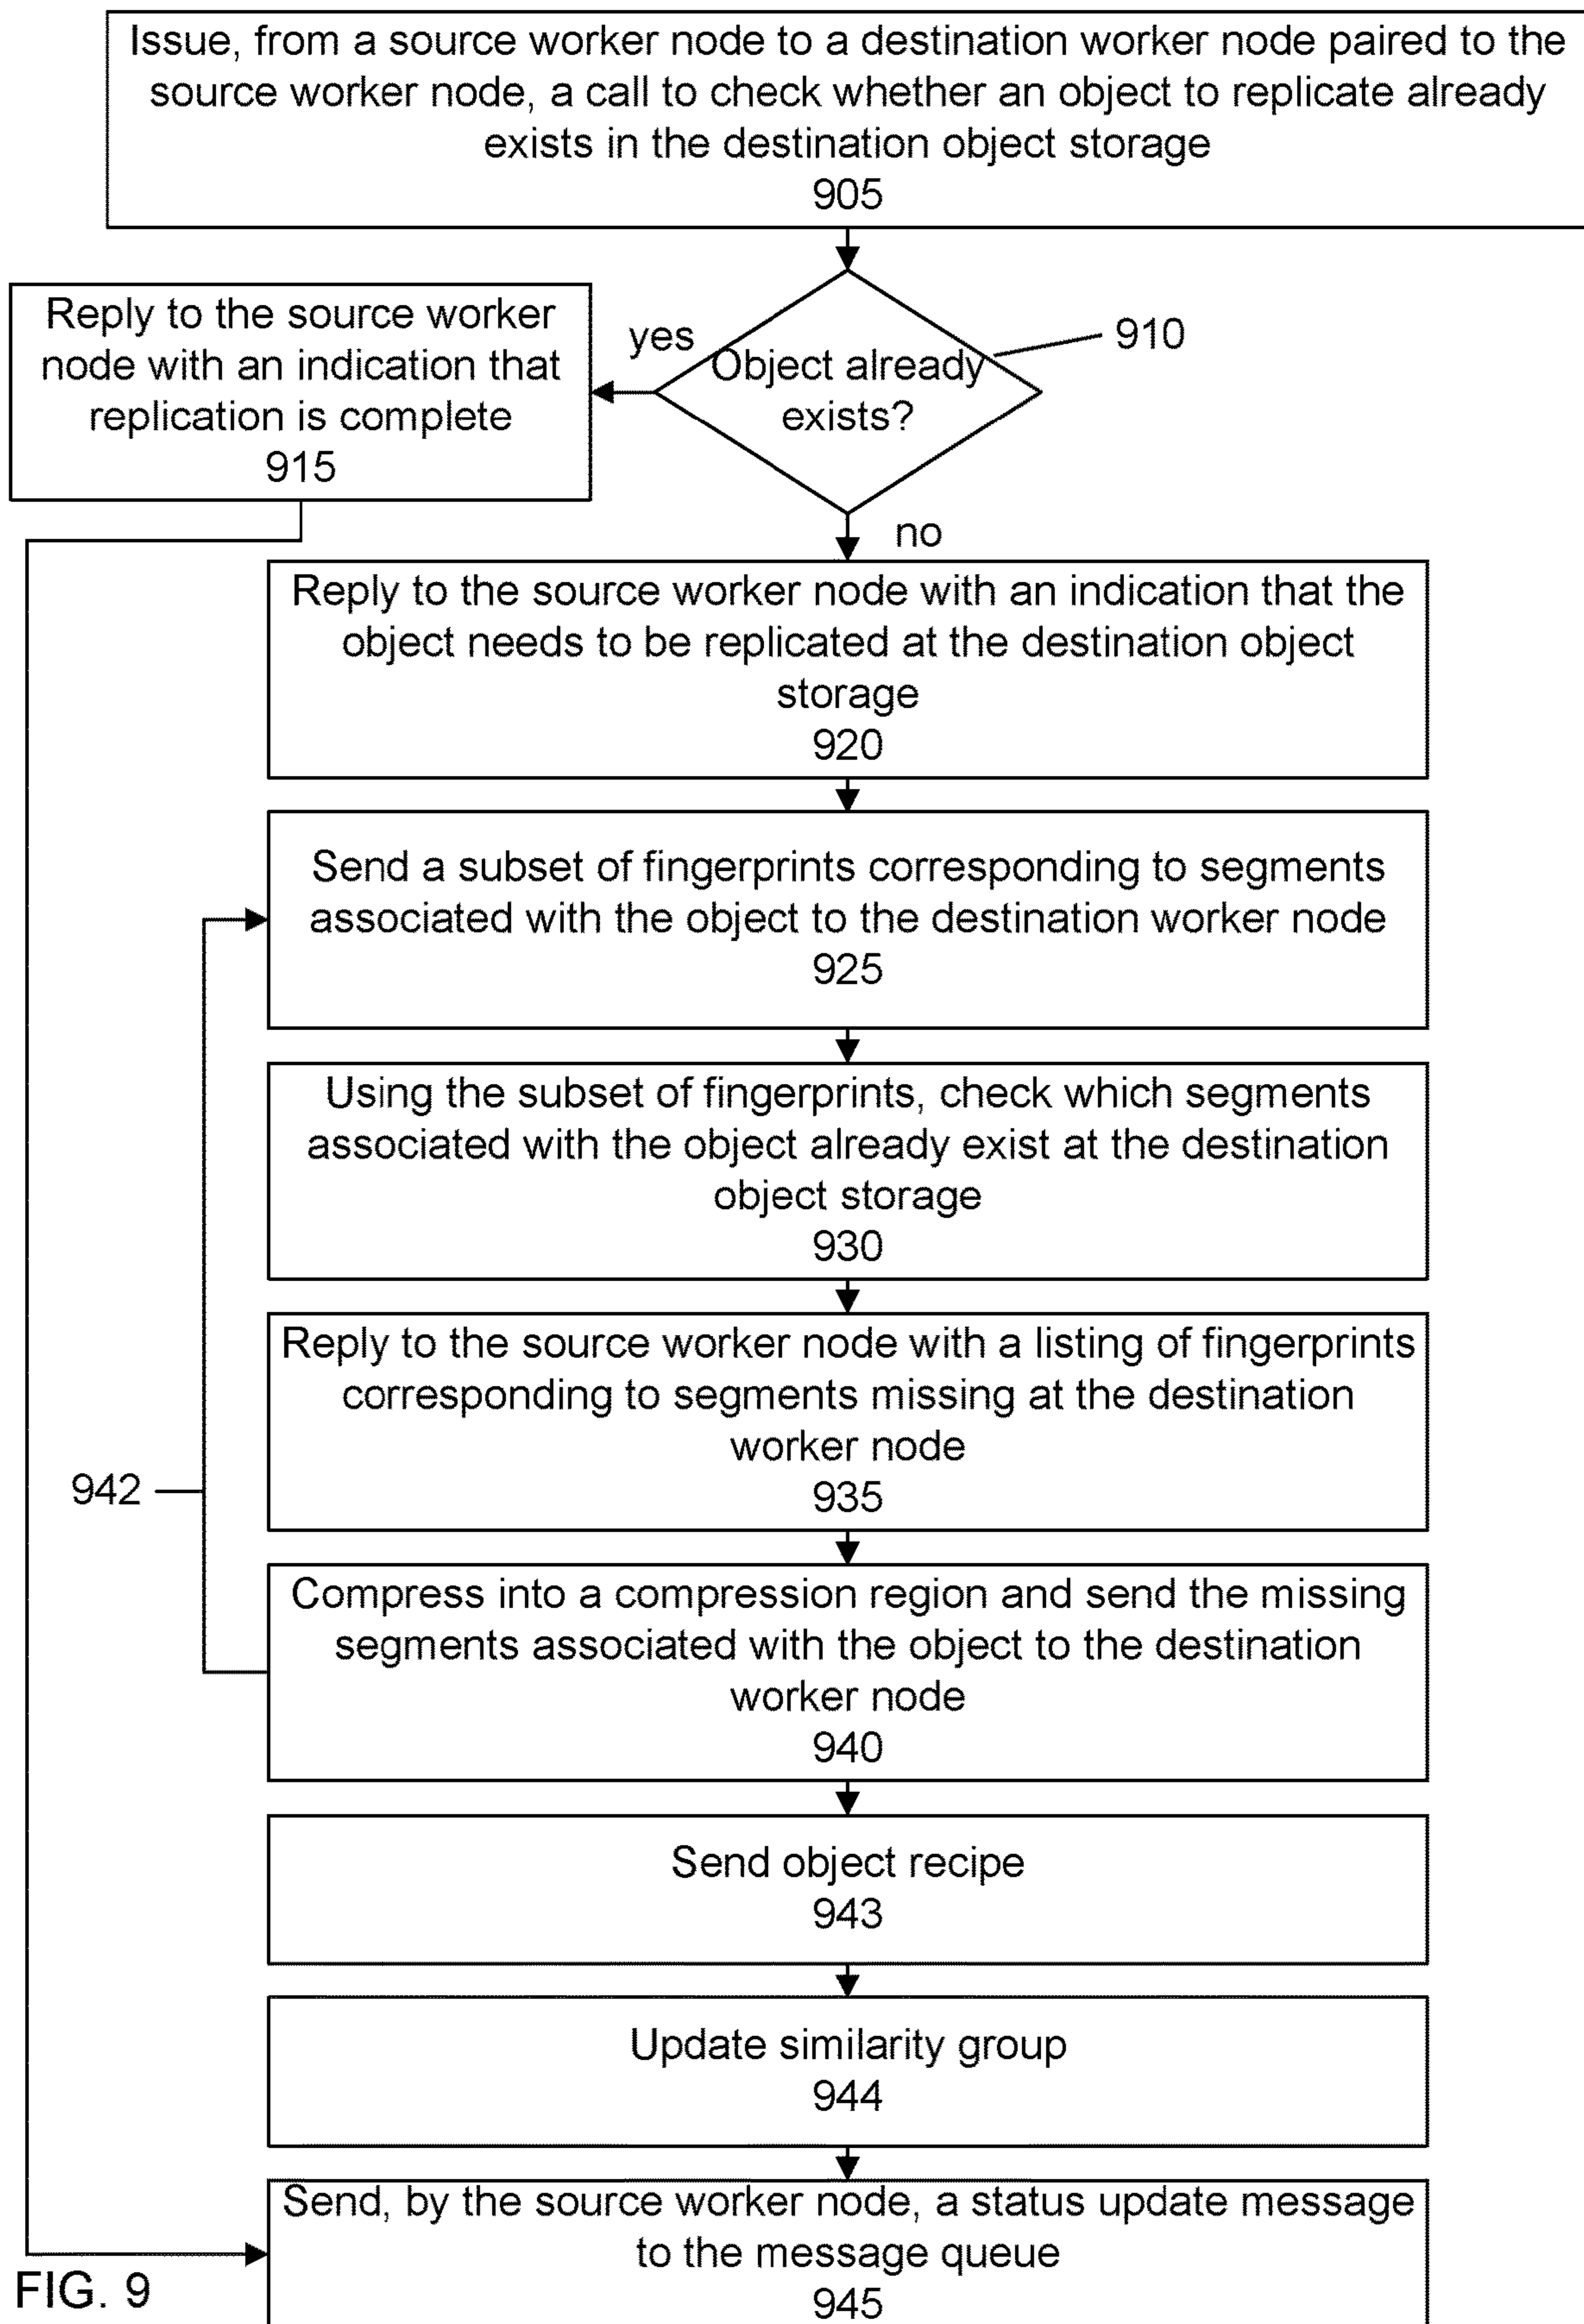 Issue, from a source worker node to a destination worker node paired to the
source worker node, a call to check whether an object to replicate already
exists in the destination object storage
905
Reply to the source worker
node with an indication that
replication is complete
915
yes
Object already
exists?
910
no
Reply to the source worker node with an indication that the
object needs to be replicated at the destination object
storage
920
Send a subset of fingerprints corresponding to segments
associated with the object to the destination worker node
925
Using the subset of fingerprints, check which segments
associated with the object already exist at the destination
object storage
930
Reply to the source worker node with a listing of fingerprints
corresponding to segments missing at the destination
worker node
935
942
Compress into a compression region and send the missing
segments associated with the object to the destination
worker node
940
Send object recipe
943
Update similarity group
944
Send, by the source worker node, a status update message
to the message queue
945
FIG. 9